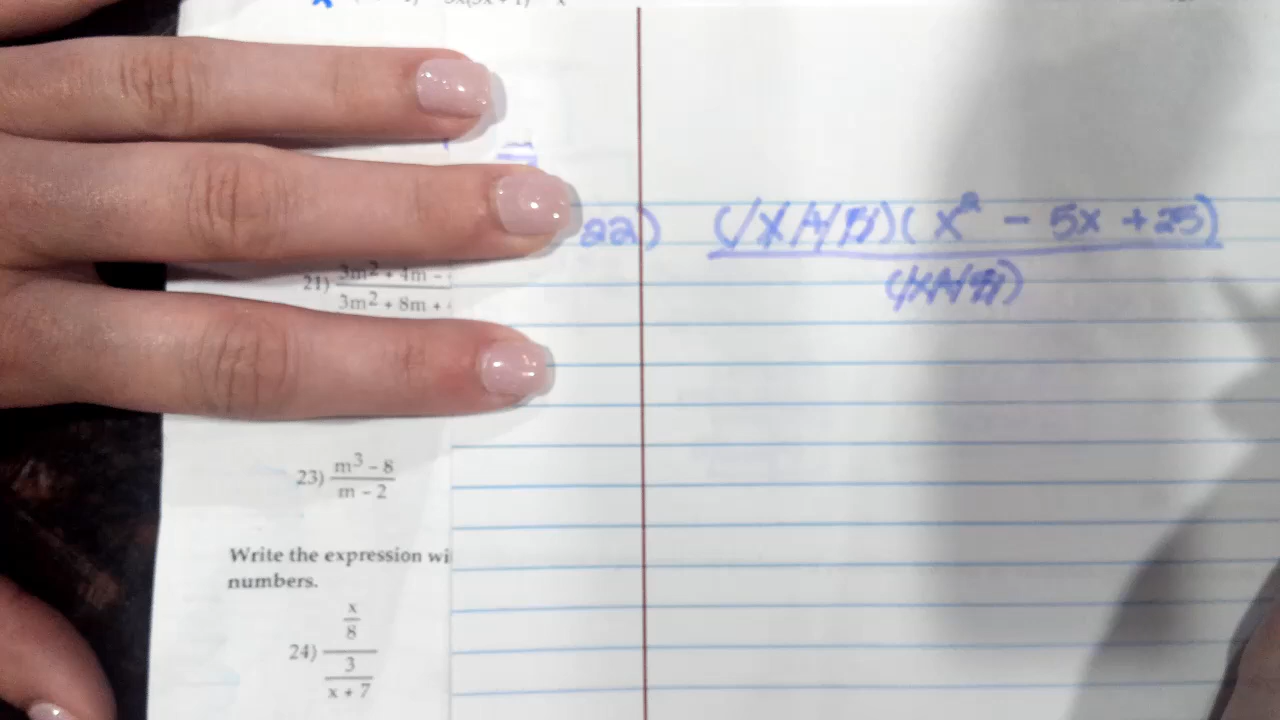 22) (x+5)(x² - 5x + 25)
(x+5)
21) 3m² + 4m -
3m² + 8m +
23) m³ - 8
m - 2
Write the expression wi
numbers.
x
8
24)
3
x + 7